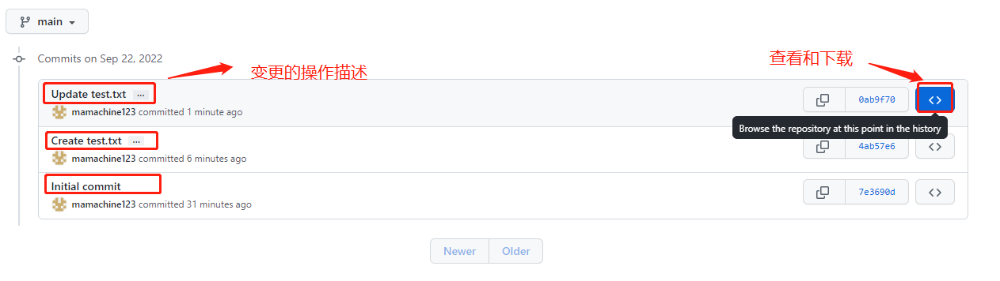 main
Commits on Sep 22, 2022
变更的操作描述
查看和下载
Update test.txt ...
mamachine123 committed 1 minute ago
0ab9f70
Browse the repository at this point in the history
Create test.txt ...
mamachine123 committed 6 minutes ago
4ab57e6
Initial commit
mamachine123 committed 31 minutes ago
7e3690d
Newer
Older